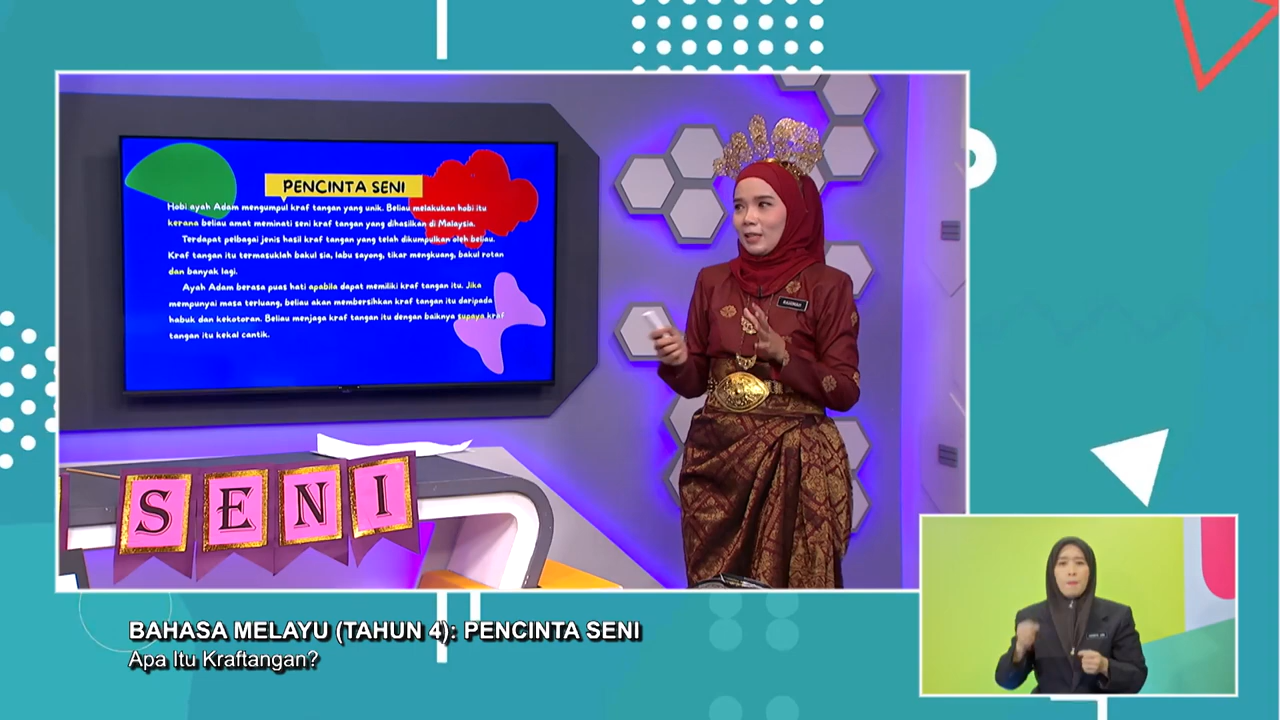 PENCINTA SENI
Hobi ayah Adam mengumpul kraf tangan yang unik. Beliau melakukan hobi itu
kerana beliau amat meminati seni kraf tangan yang dihasilkan di Malaysia.
Terdapat pelbagai jenis hasil kraf tangan yang telah dikumpulkan oleh beliau.
Kraf tangan itu termasuklah bakul sia, labu sayong, tikar mengkuang, bakul rotan
dan banyak lagi.
Ayah Adam berasa puas hati apabila dapat memiliki kraf tangan itu. Jika
mempunyai masa terluang, beliau akan membersihkan kraf tangan itu daripada
habuk dan kekotoran. Beliau menjaga kraf tangan itu dengan baiknya supaya kraf
tangan itu kekal cantik.
SENI
BAHASA MELAYU (TAHUN 4): PENCINTA SENI
Apa Itu Kraftangan?